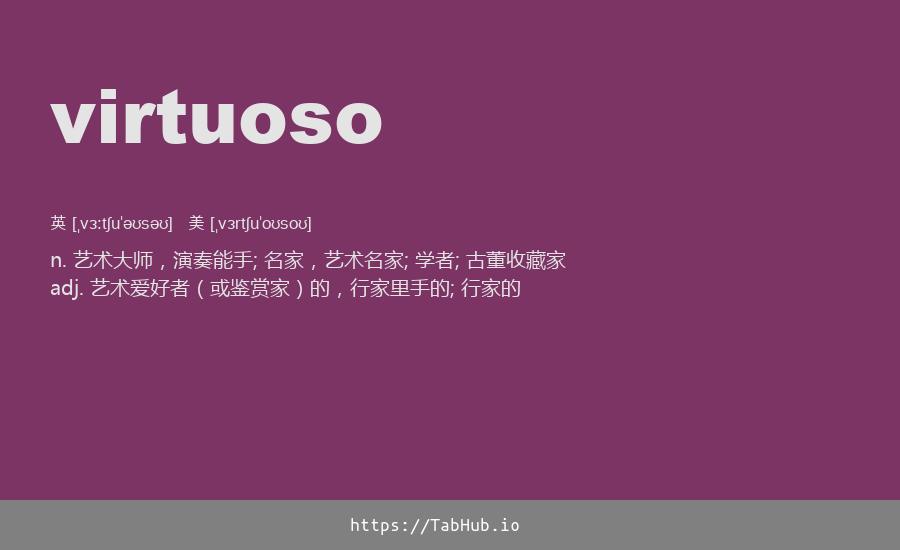 virtuoso
英 [ˌvɜːtʃuˈəʊsəʊ] 美 [ˌvɜrtʃuˈoʊsoʊ]
n. 艺术大师，演奏能手; 名家，艺术名家; 学者; 古董收藏家
adj. 艺术爱好者（或鉴赏家）的，行家里手的; 行家的
https://TabHub.io